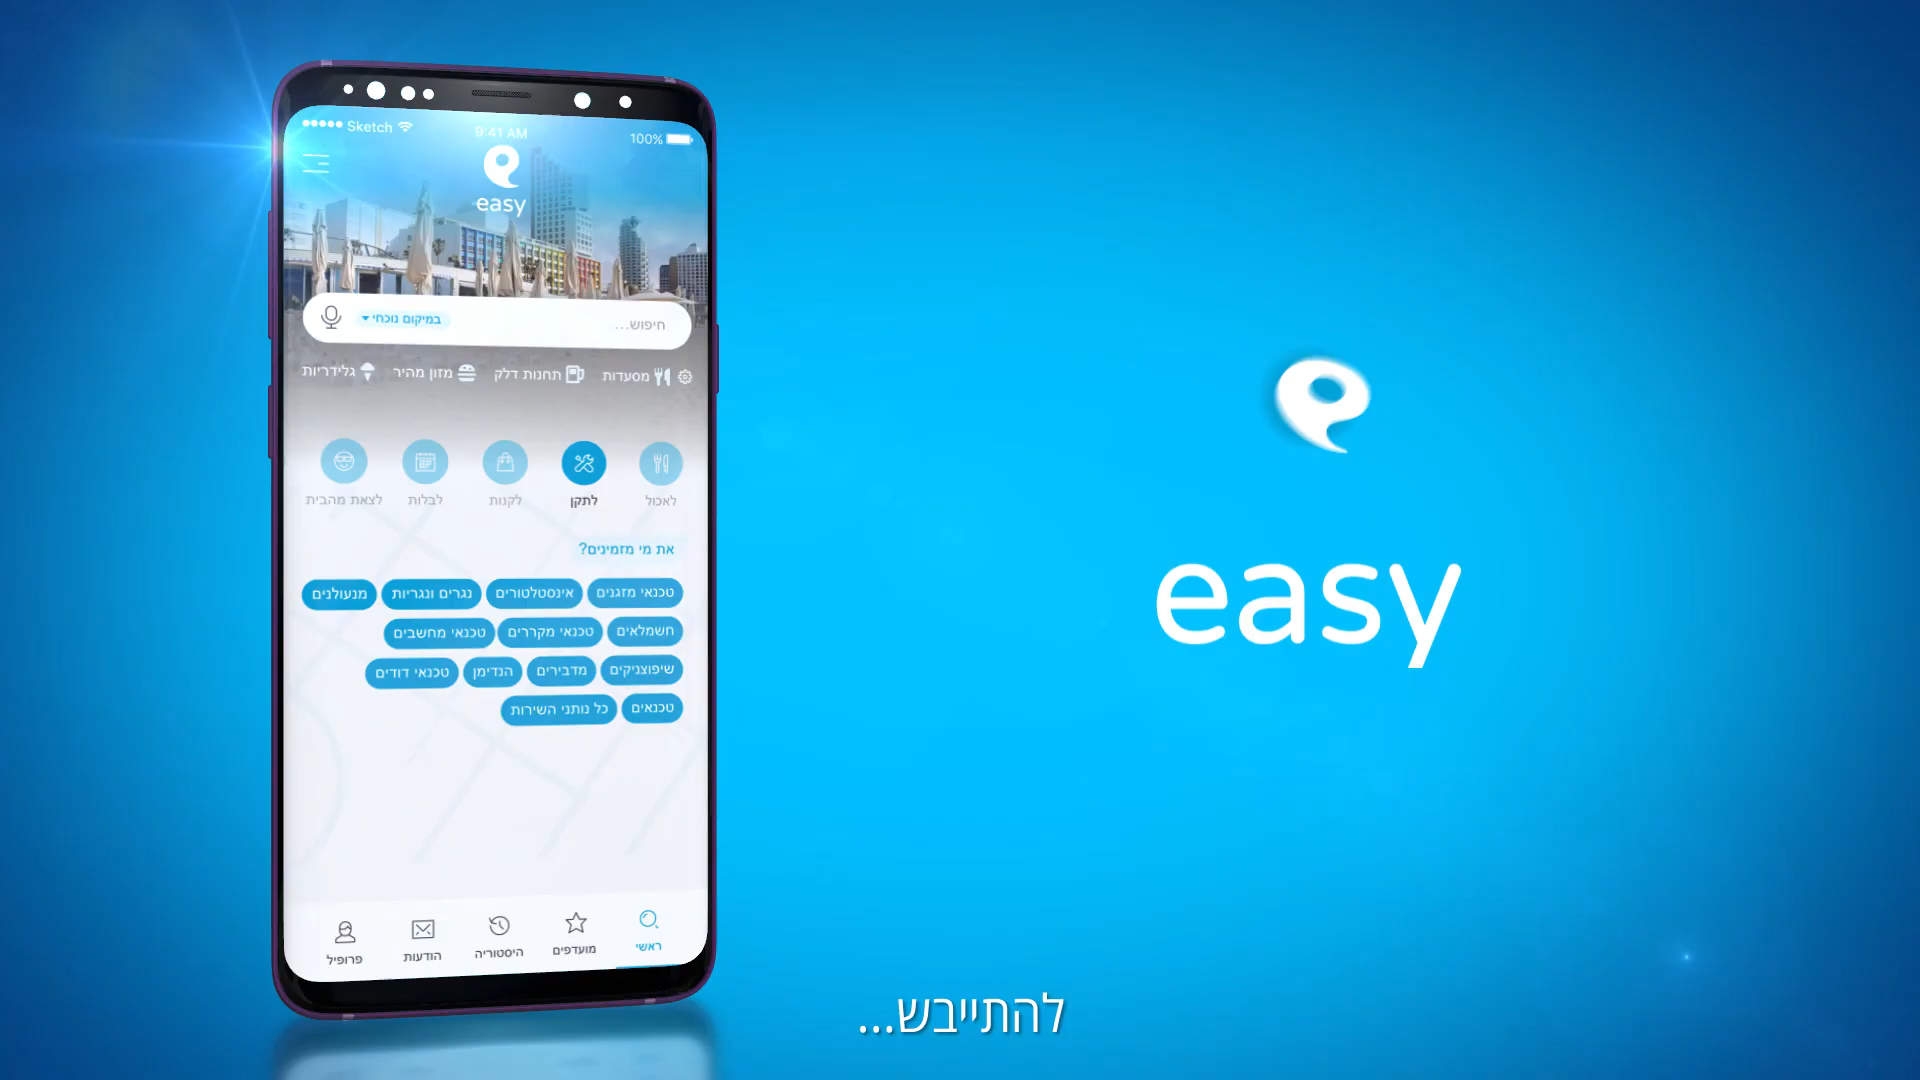 Sketch 9:41 AM 100%
easy
חיפוש... במיקום נוכחי
מסעדות תחנות דלק מזון מהיר גלידריות
לאכול לתקן לקנות לבלות לצאת מהבית
את מי מזמינים?
טכנאי מזגנים אינסטלטורים נגרים ונגריות מנעולנים
חשמלאים טכנאי מקררים טכנאי מחשבים
שיפוצניקים מדבירים הנדימן טכנאי דודים
טכנאים כל נותני השירות
ראשי מועדפים היסטוריה הודעות פרופיל
easy
להתייבש...